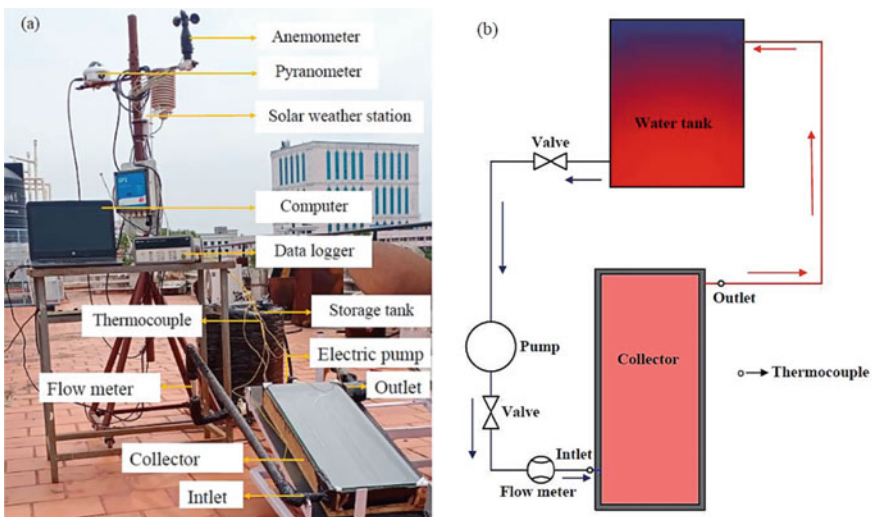 (a)
Anemometer
Pyranometer
Solar weather station
Computer
Data logger
Storage tank
Thermocouple
Electric pump
Flow meter
Outlet
Collector
Intlet
(b)
Water tank
Valve
Outlet
Pump
Collector
Thermocouple
Valve
Intlet
Flow meter